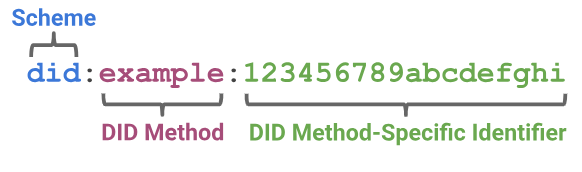 Scheme
did:example:123456789abcdefghi
DID Method DID Method-Specific Identifier